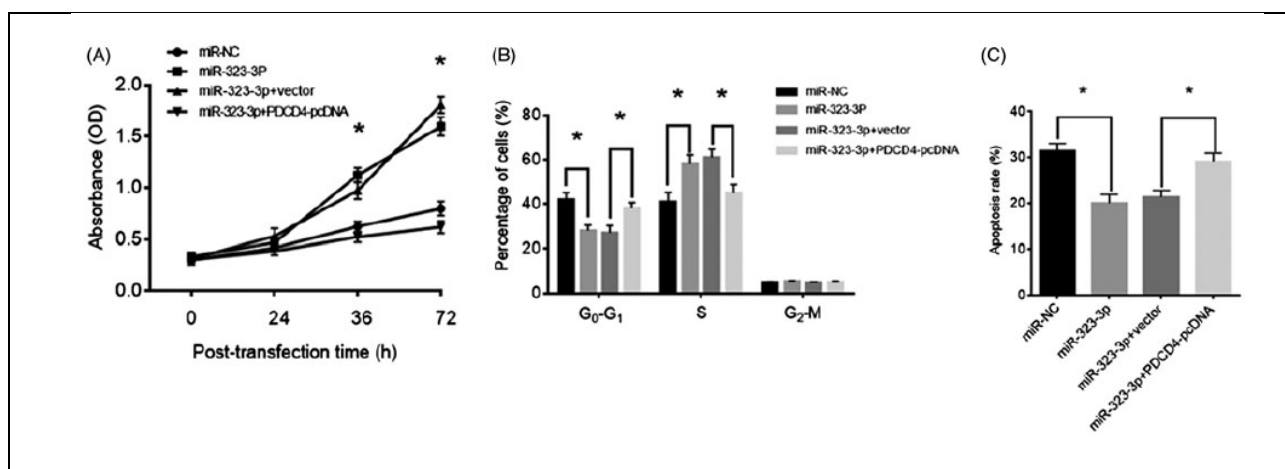 (A)
miR-NC
miR-323-3P
miR-323-3p+vector
miR-323-3p+PDCD4-pcDNA
*
*
Absorbance (OD)
2.0
1.5
1.0
0.5
0.0
0 24 36 72
Post-transfection time (h)
(B)
miR-NC
miR-323-3P
miR-323-3p+vector
miR-323-3p+PDCD4-pcDNA
* *
* *
Percentage of cells (%)
80
60
40
20
0
G₀-G₁ S G₂-M
(C)
* *
Apoptosis rate (%)
40
30
20
10
0
miR-NC
miR-323-3p
miR-323-3p+vector
miR-323-3p+PDCD4-pcDNA